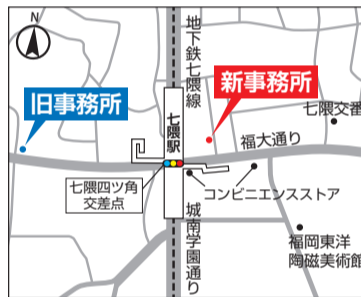 N
地下鉄七隈線
旧事務所
新事務所
七隈交番
七隈駅
福大通り
七隈四ツ角
交差点
コンビニエンスストア
城南学園通り
福岡東洋
陶磁美術館